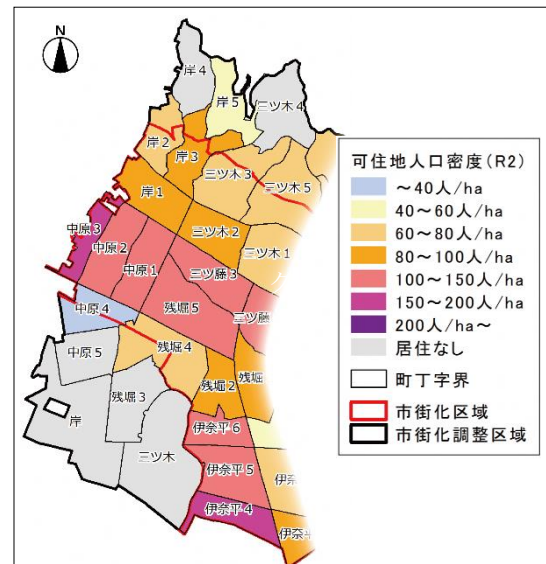 N
岸4
岸5
三ツ木4
岸2
岸3
三ツ木3
三ツ木5
岸1
三ツ木2
三ツ木1
中原3
中原2
中原1
三ツ藤3
三ツ藤
中原4
残堀5
中原5
残堀4
残堀2
残堀
残堀3
岸
三ツ木
伊奈平6
伊奈平5
伊奈
伊奈平4
伊奈平
可住地人口密度(R2)
～40人/ha
40～60人/ha
60～80人/ha
80～100人/ha
100～150人/ha
150～200人/ha
200人/ha～
居住なし
町丁字界
市街化区域
市街化調整区域